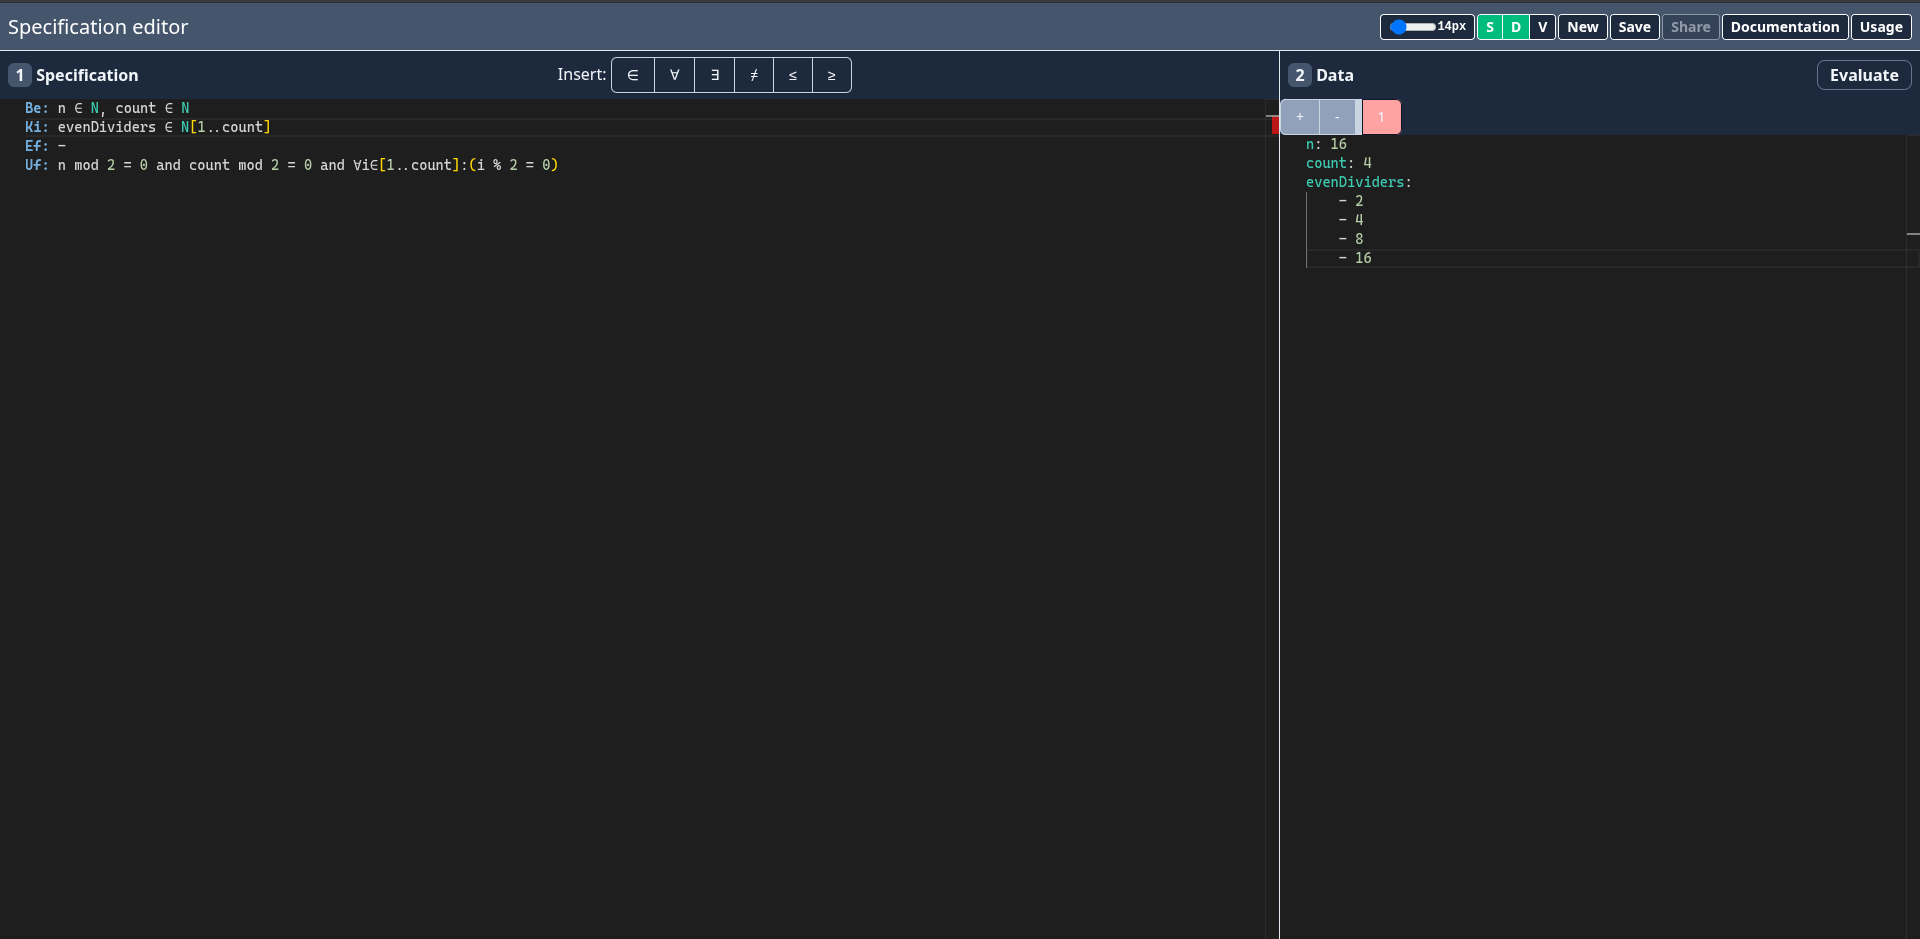 Specification editor
14px S D V New Save Share Documentation Usage
1 Specification
Insert: ∈ ∀ ∃ ≠ ≤ ≥
Be: n ∈ N, count ∈ N
Ki: evenDividers ∈ N[1..count]
Ef: -
Uf: n mod 2 = 0 and count mod 2 = 0 and ∀i∈[1..count]:(i % 2 = 0)
2 Data
Evaluate
+ - 1
n: 16
count: 4
evenDividers:
- 2
- 4
- 8
- 16